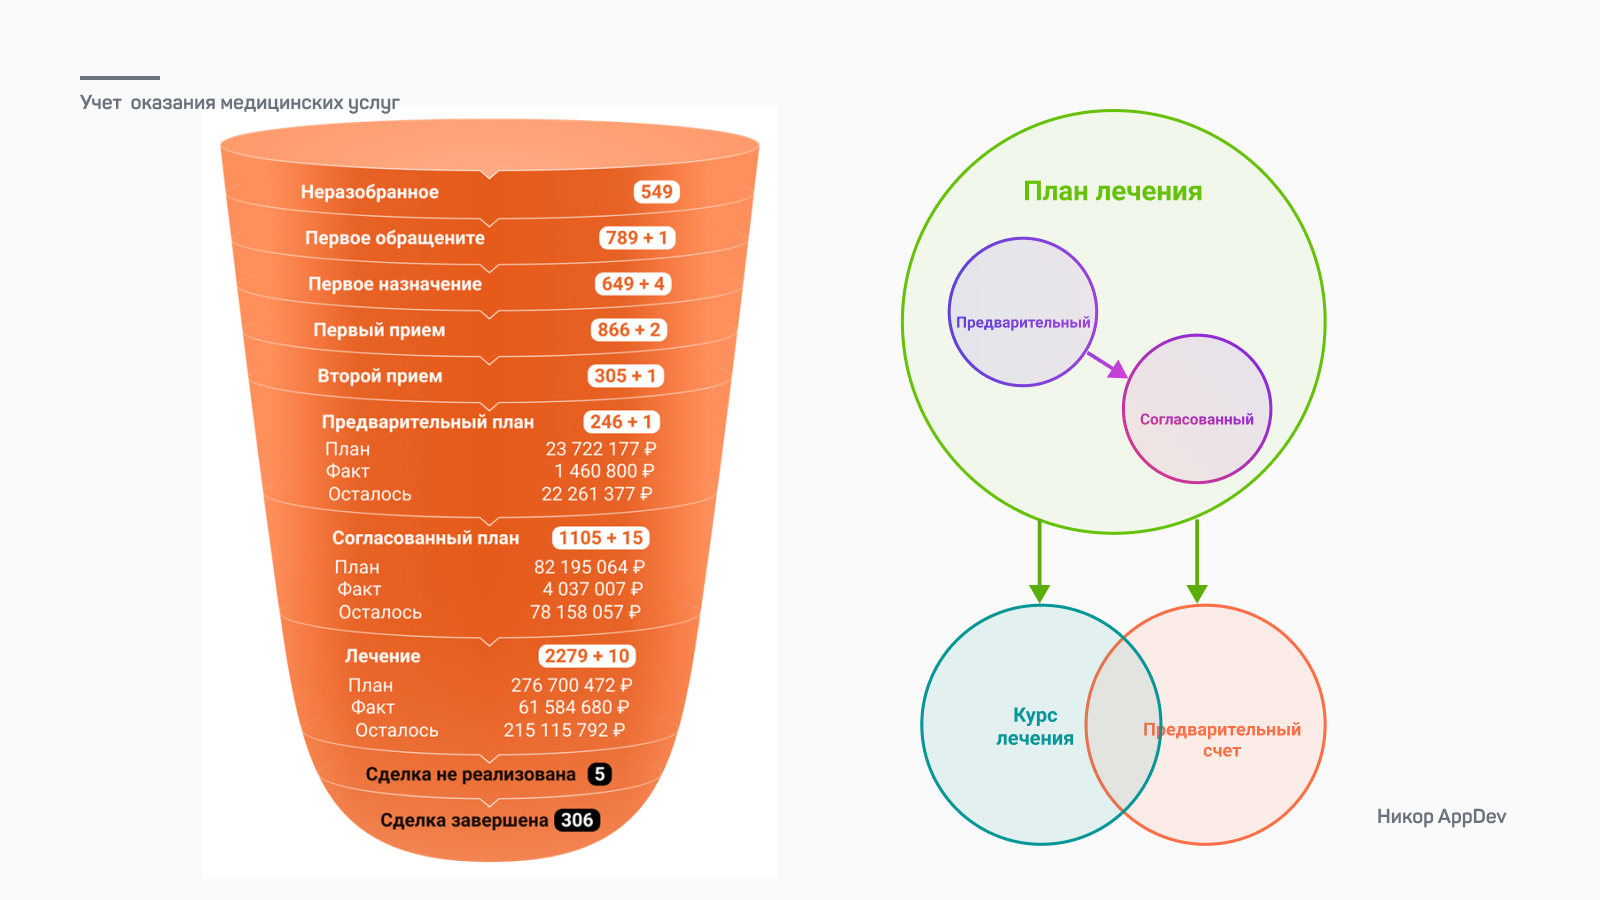 Учет оказания медицинских услуг
Неразобранное 549
Первое обращените 789 + 1
Первое назначение 649 + 4
Первый прием 866 + 2
Второй прием 305 + 1
Предварительный план 246 + 1
План 23 722 177 ₽
Факт 1 460 800 ₽
Осталось 22 261 377 ₽
Согласованный план 1105 + 15
План 82 195 064 ₽
Факт 4 037 007 ₽
Осталось 78 158 057 ₽
Лечение 2279 + 10
План 276 700 472 ₽
Факт 61 584 680 ₽
Осталось 215 115 792 ₽
Сделка не реализована 5
Сделка завершена 306
План лечения
Предварительный
Согласованный
Курс
лечения
Предварительный
счет
Никор AppDev